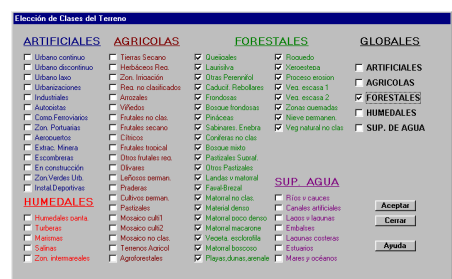 Elección de Clases del Terreno
ARTIFICIALES
Urbano continuo
Urbano discontinuo
Urbano laxo
Urbanizaciones
Industriales
Autopistas
Comp.Ferroviarios
Zon. Portuarias
Aeropuertos
Extrac. Minera
Escombreras
En construcción
Zon.Verdes Urb.
Instal.Deportivas
HUMEDALES
Humedales
Turberas
Marismas
Salinas
Zon. intermareales
AGRICOLAS
Tierras Secano
Herbáceos Reg.
Zon. Irricación
Reg. no clasificados
Arrozales
Viñedos
Frutales no clas.
Frutales secano
Cítricos
Frutales tropical
Otros frutales reg.
Olivares
Leñosos perman.
Praderas
Cultivos perman.
Pastizales
Mosaico culti1
Mosaico culti2
Mosaico no clas.
Terrenos Agricol
Agroforestales
FORESTALES
Quejigales
Laurisilva
Otras Perennifol
Caducif. Rebollares
Frondosas
Bosque frondosas
Pináceas
Sabinares. Enebra
Coníferas no clas
Bosque mixto
Pastizales Supraf.
Otros Pastizales
Landas y matorral
Fayal-Brezal
Matorral no clas.
Material denso
Matorral poco denso
Matorral macarone
Vegeta. esclorofila
Matorral boscoso
Playas,dunas,arenale
Roquedo
Xeroestepa
Proceso erosion
Veg. escasa 1
Veg. escasa 2
Zonas quemadas
Nieve permanen.
Veg natural no clas
SUP. AGUA
Ríos y cauces
Canales artificiales
Lagos y lagunas
Embalses
Lagunas costeras
Estuarios
Mares y océanos
GLOBALES
ARTIFICIALES
AGRICOLAS
FORESTALES
HUMEDALES
SUP. DE AGUA
Aceptar
Cerrar
Ayuda